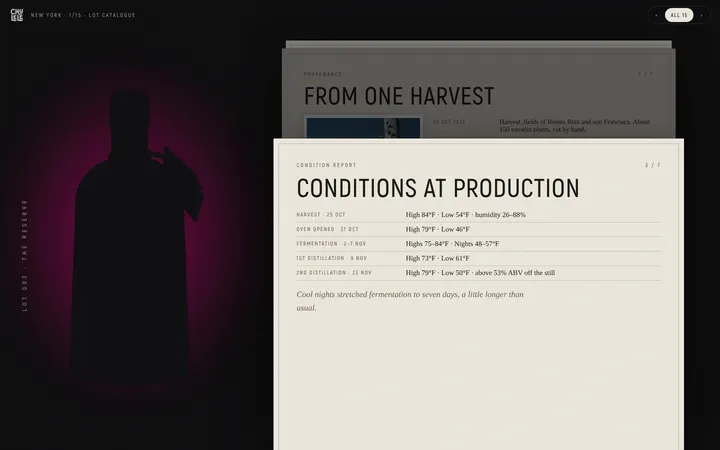 CHU
LELE
NEW YORK · 7/15 · LOT CATALOGUE
‹ ALL 15 ›
LOT 003 · THE RESERVE
PROVENANCE
FROM ONE HARVEST
Harvest, fields of Benito Ruiz and San Francisco. About
150 espadin plants, cut by hand.
CONDITION REPORT
CONDITIONS AT PRODUCTION
HARVEST · 25 OCT High 84°F · Low 54°F · humidity 26–88%
OVEN OPENED · 31 OCT High 79°F · Low 46°F
FERMENTATION · 2–7 NOV Highs 75–84°F · Nights 48–57°F
1ST DISTILLATION · 9 NOV High 73°F · Low 61°F
2ND DISTILLATION · 23 NOV High 79°F · Low 50°F · above 53% ABV off the still
Cool nights stretched fermentation to seven days, a little longer than
usual.